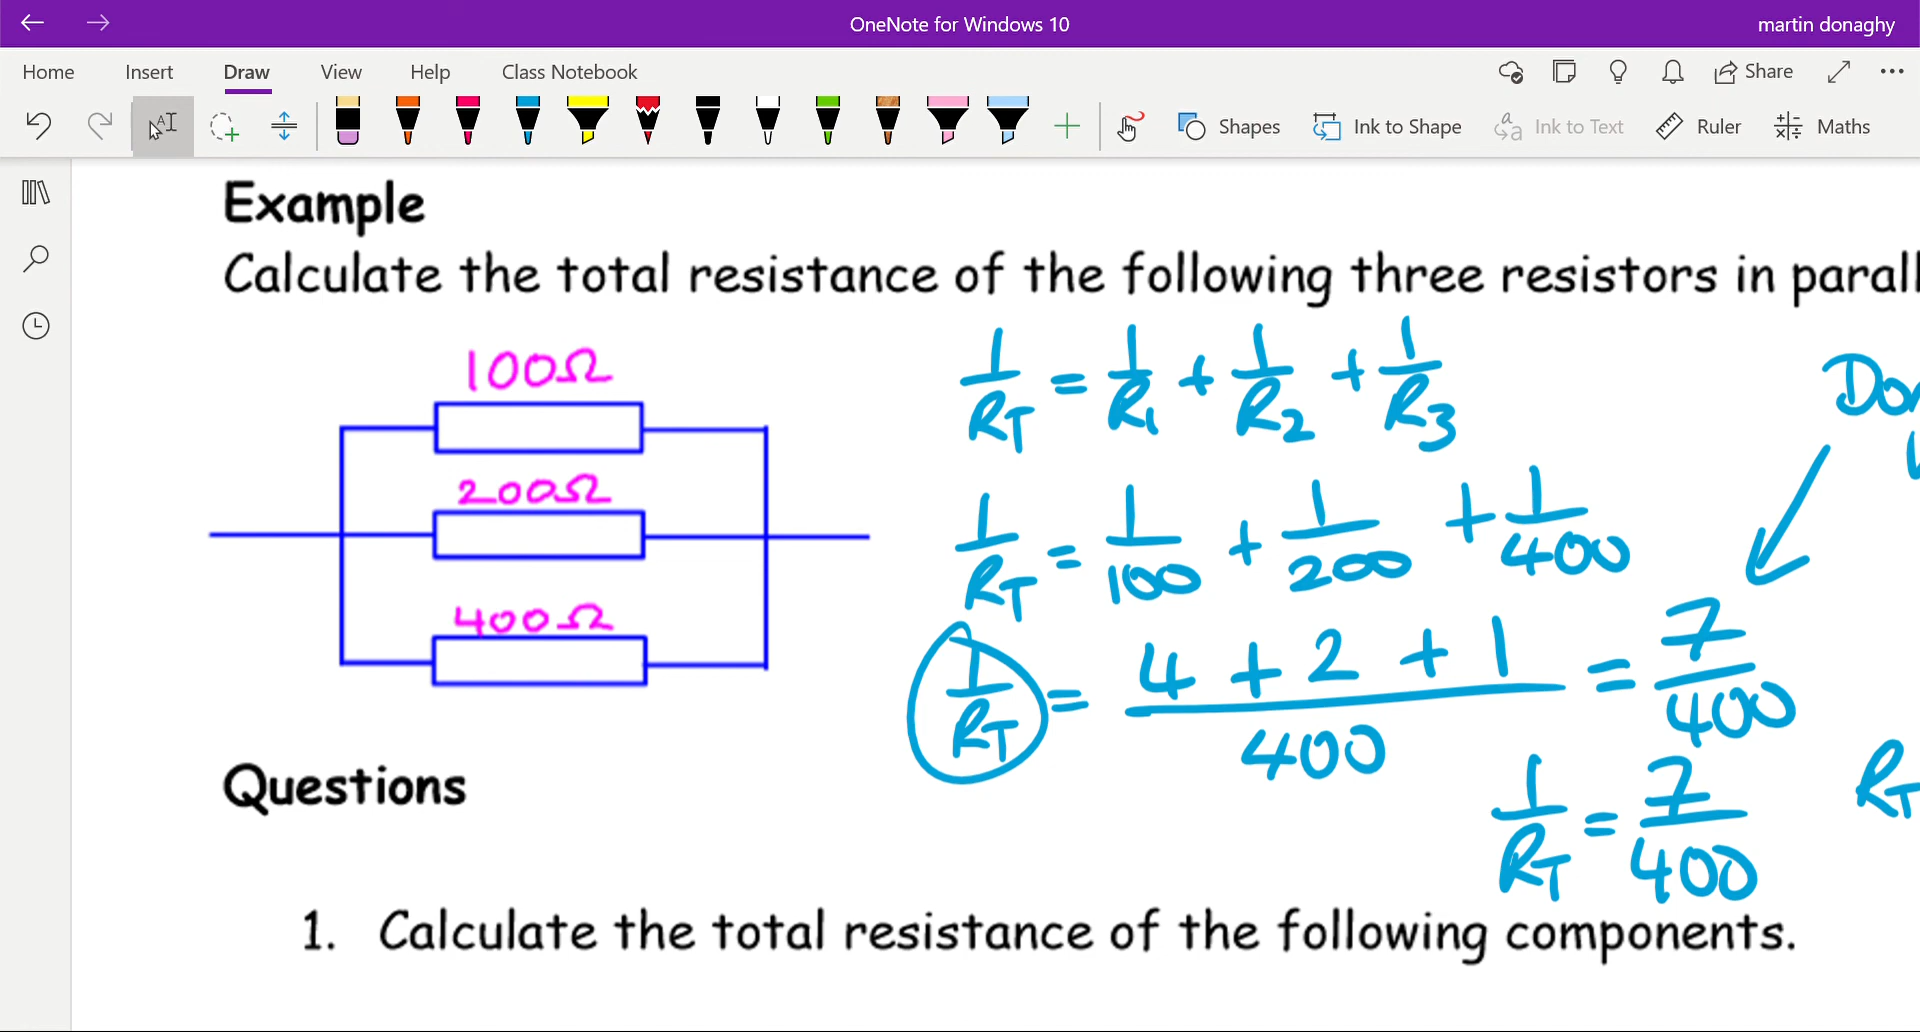 OneNote for Windows 10
martin donaghy
Home Insert Draw View Help Class Notebook
Share
Shapes Ink to Shape Ink to Text Ruler Maths
Example
Calculate the total resistance of the following three resistors in parall
100Ω
200Ω
400Ω
1/RT = 1/R1 + 1/R2 + 1/R3
1/RT = 1/100 + 1/200 + 1/400
1/RT = 4 + 2 + 1/400 = 7/400
1/RT = 7/400
RT
Questions
1. Calculate the total resistance of the following components.